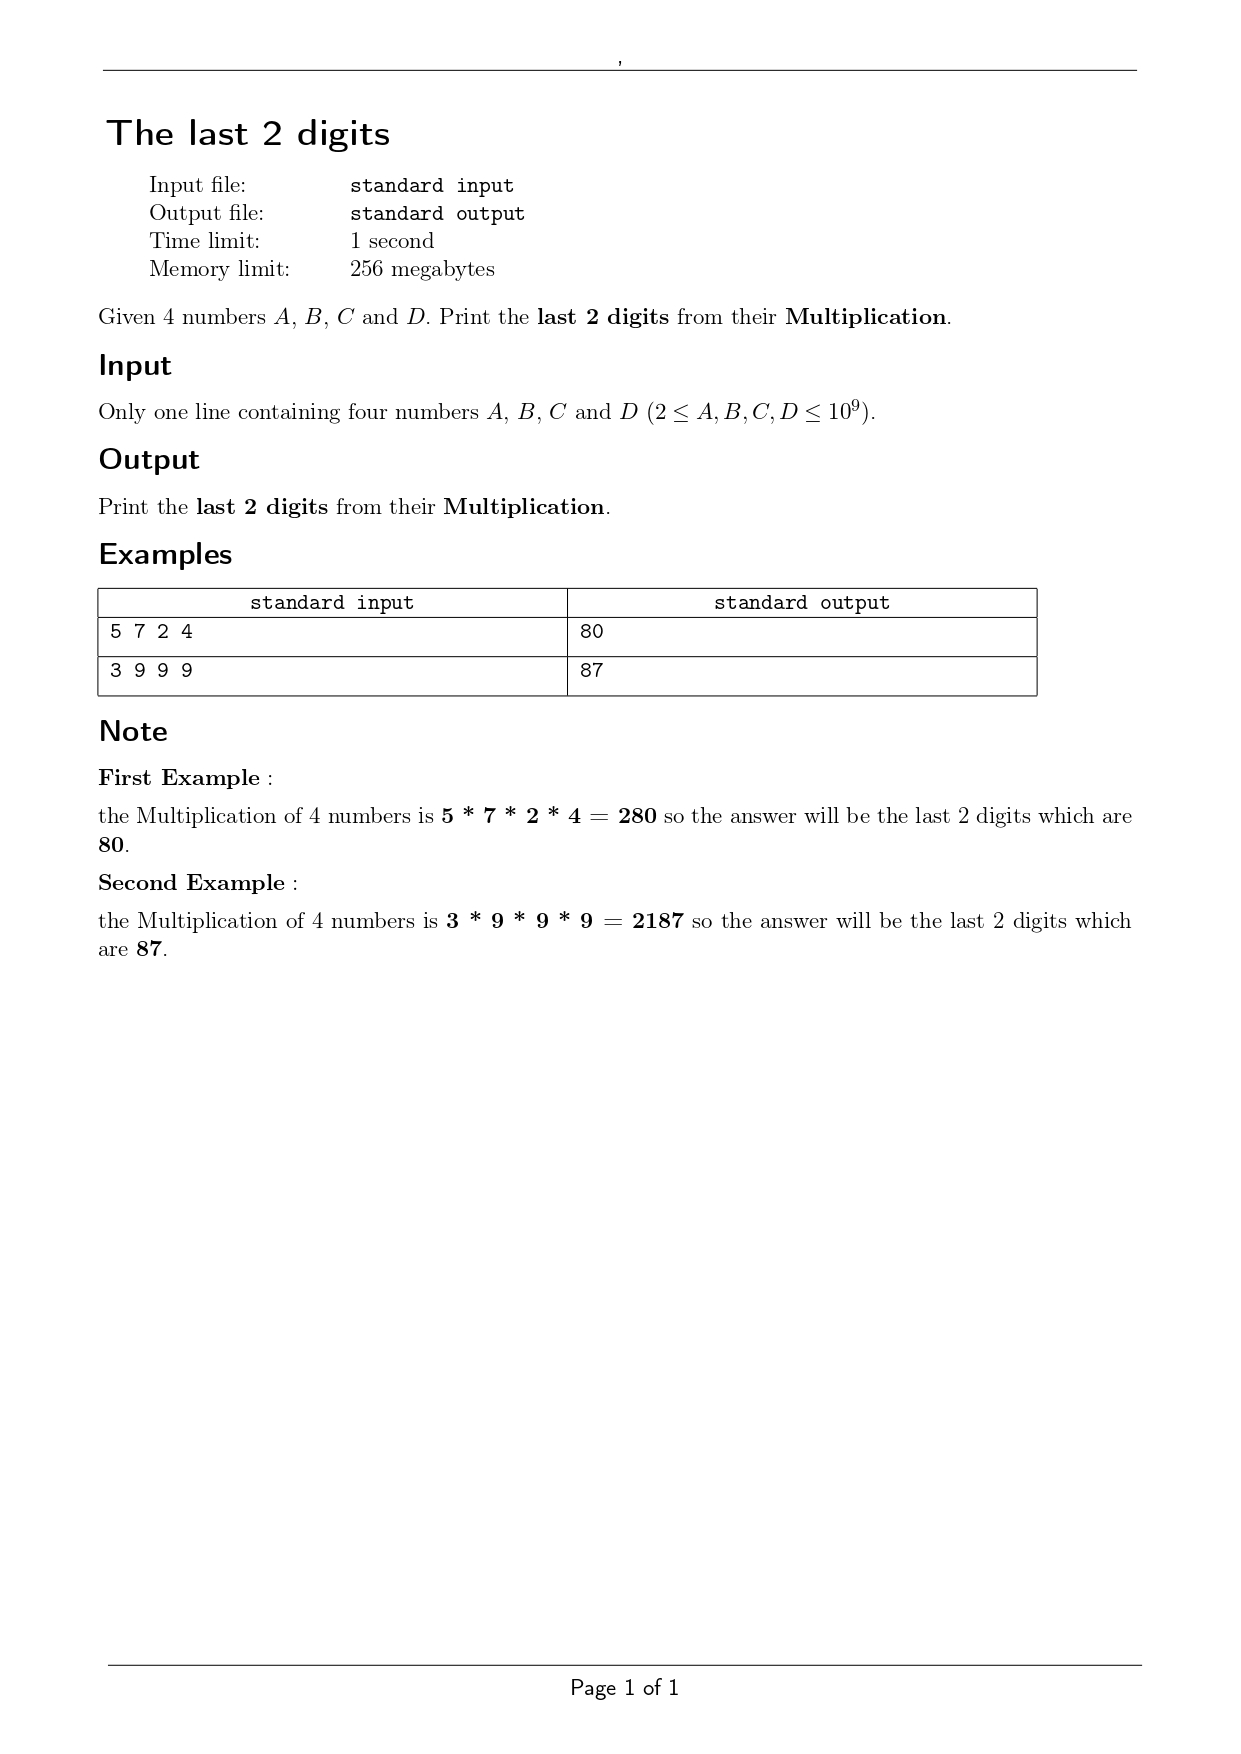 ,
The last 2 digits
Input file: standard input
Output file: standard output
Time limit: 1 second
Memory limit: 256 megabytes
Given 4 numbers A, B, C and D. Print the last 2 digits from their Multiplication.
Input
Only one line containing four numbers A, B, C and D (2 ≤ A, B, C, D ≤ 10⁹).
Output
Print the last 2 digits from their Multiplication.
Examples
standard input standard output
5 7 2 4 80
3 9 9 9 87
Note
First Example :
the Multiplication of 4 numbers is 5 * 7 * 2 * 4 = 280 so the answer will be the last 2 digits which are
80.
Second Example :
the Multiplication of 4 numbers is 3 * 9 * 9 * 9 = 2187 so the answer will be the last 2 digits which
are 87.
Page 1 of 1